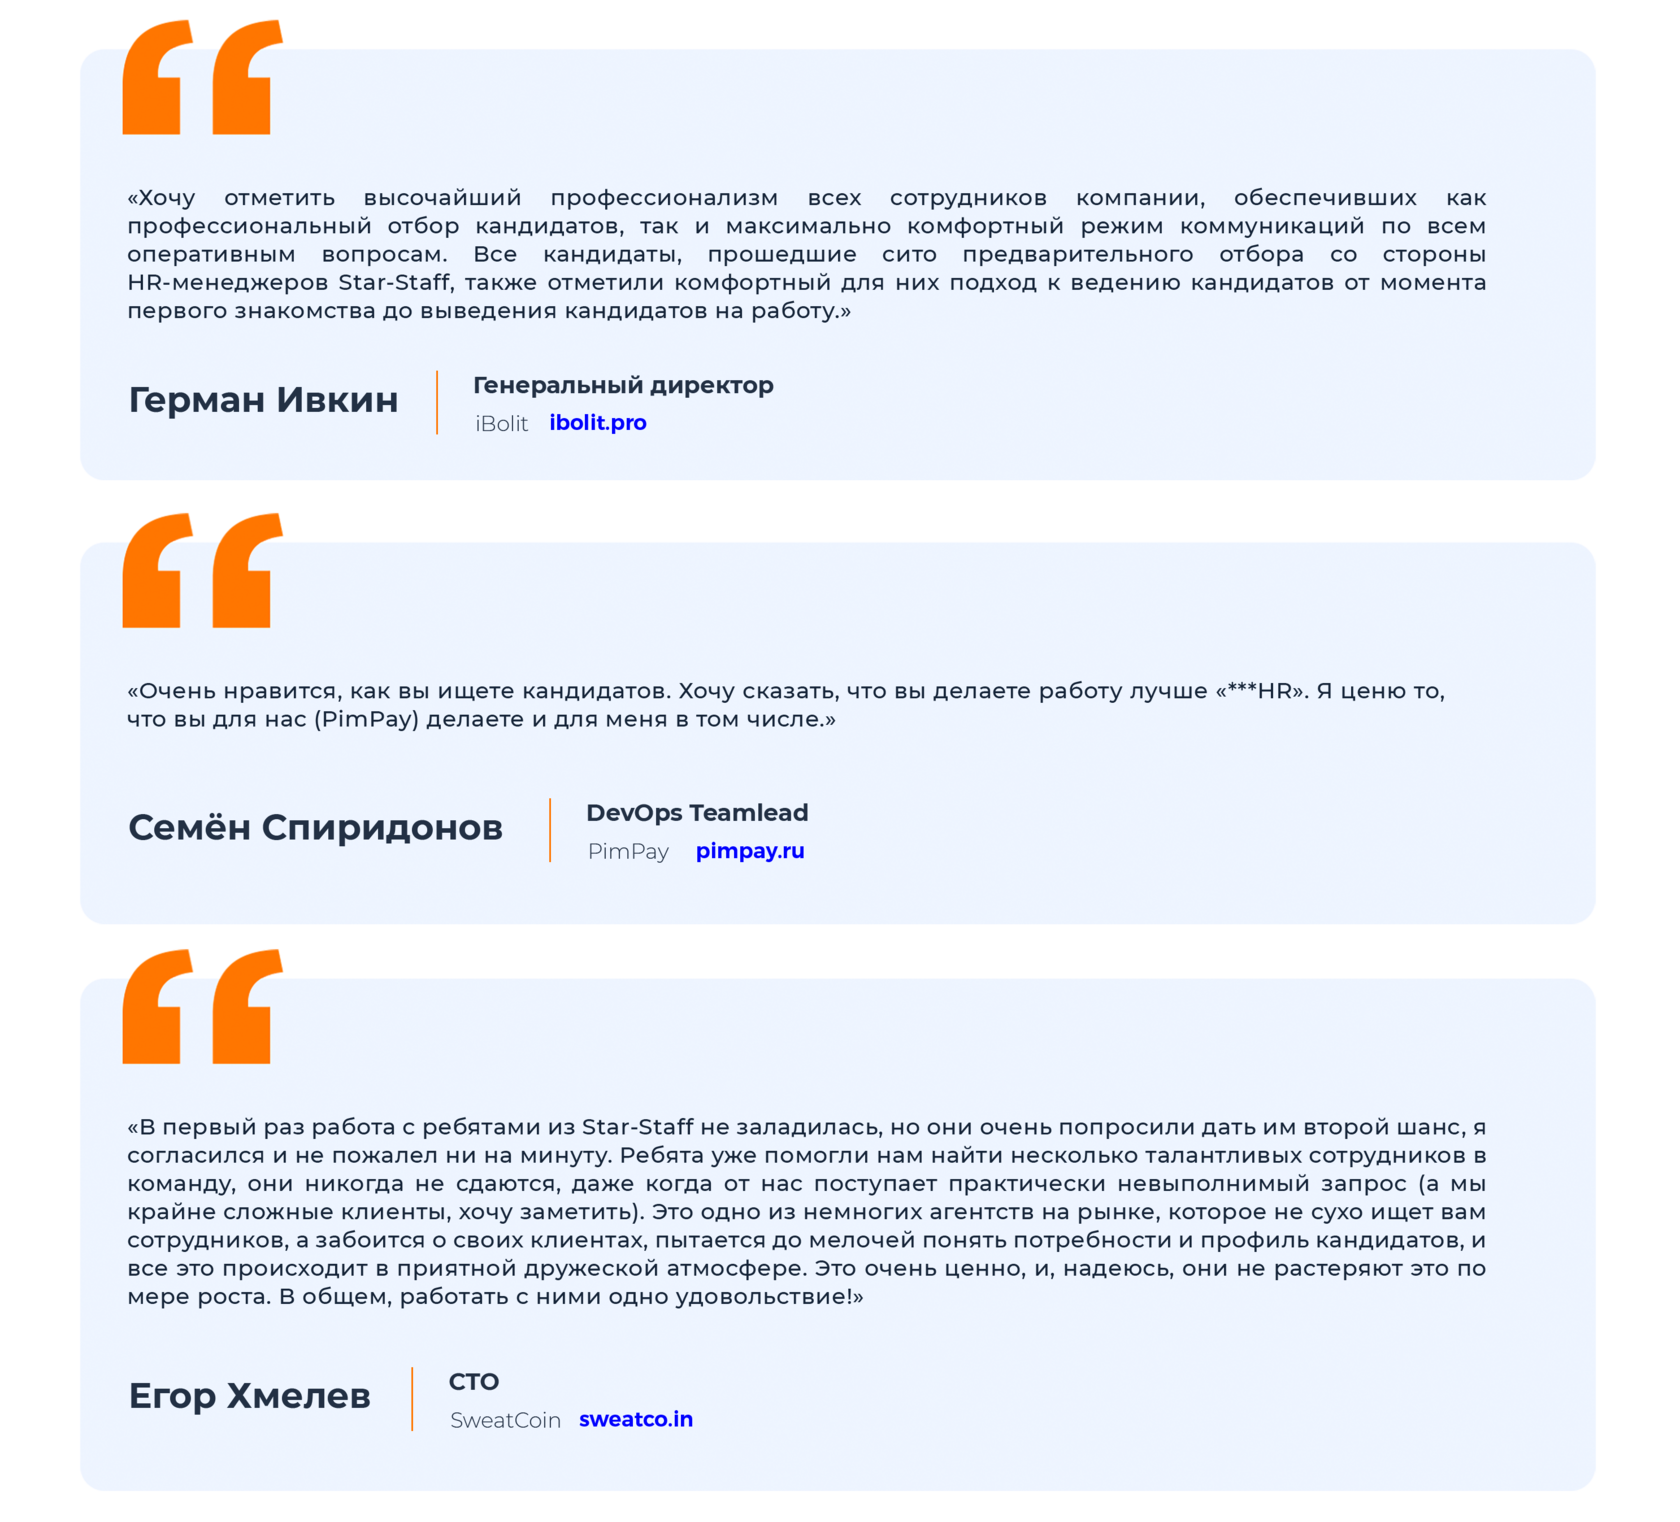 «Хочу отметить высочайший профессионализм всех сотрудников компании, обеспечивших как
профессиональный отбор кандидатов, так и максимально комфортный режим коммуникаций по всем
оперативным вопросам. Все кандидаты, прошедшие сито предварительного отбора со стороны
HR-менеджеров Star-Staff, также отметили комфортный для них подход к ведению кандидатов от момента
первого знакомства до выведения кандидатов на работу.»
Герман Ивкин
Генеральный директор
iBolit ibolit.pro
«Очень нравится, как вы ищете кандидатов. Хочу сказать, что вы делаете работу лучше «***HR». Я ценю то,
что вы для нас (PimPay) делаете и для меня в том числе.»
Семён Спиридонов
DevOps Teamlead
PimPay pimpay.ru
«В первый раз работа с ребятами из Star-Staff не заладилась, но они очень попросили дать им второй шанс, я
согласился и не пожалел ни на минуту. Ребята уже помогли нам найти несколько талантливых сотрудников в
команду, они никогда не сдаются, даже когда от нас поступает практически невыполнимый запрос (а мы
крайне сложные клиенты, хочу заметить). Это одно из немногих агентств на рынке, которое не сухо ищет вам
сотрудников, а забоится о своих клиентах, пытается до мелочей понять потребности и профиль кандидатов, и
все это происходит в приятной дружеской атмосфере. Это очень ценно, и, надеюсь, они не растеряют это по
мере роста. В общем, работать с ними одно удовольствие!»
Егор Хмелев
CTO
SweatCoin sweatco.in